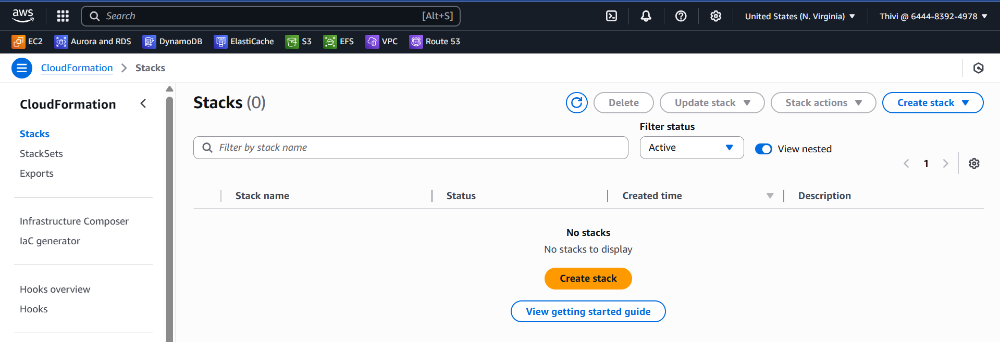 aws Search [Alt+S] United States (N. Virginia) Thivi @ 6444-8392-4978
EC2 Aurora and RDS DynamoDB ElastiCache S3 EFS VPC Route 53
CloudFormation Stacks
CloudFormation
Stacks
StackSets
Exports
Infrastructure Composer
IaC generator
Hooks overview
Hooks
Stacks (0) Delete Update stack Stack actions Create stack
Filter status
Filter by stack name Active View nested
1
Stack name Status Created time Description
No stacks
No stacks to display
Create stack
View getting started guide